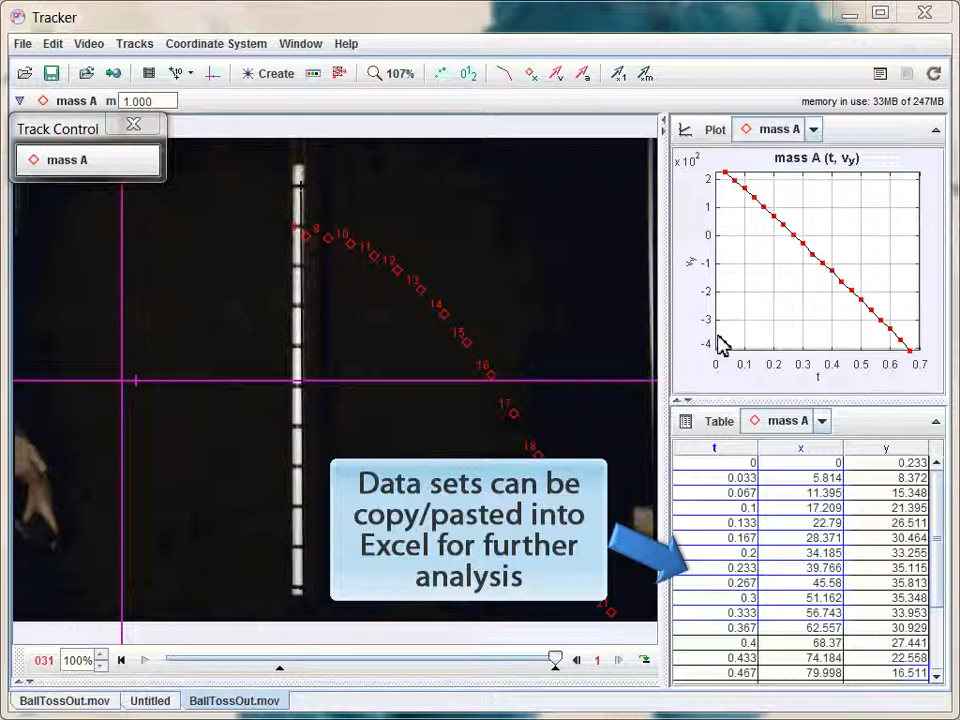 Tracker
File Edit Video Tracks Coordinate System Window Help
Create 107%
mass A m 1.000 memory in use: 33MB of 247MB
Track Control
mass A
Plot mass A
mass A (t, vy)
x 10²
2
1
0
-1
-2
-3
-4
vy
0 0.1 0.2 0.3 0.4 0.5 0.6 0.7
t
9
10
11
12
13
14
15
16
17
18
21
Data sets can be
copy/pasted into
Excel for further
analysis
Table mass A
t x y
0 0 0.233
0.033 5.814 8.372
0.067 11.395 15.348
0.1 17.209 21.395
0.133 22.79 26.511
0.167 28.371 30.464
0.2 34.185 33.255
0.233 39.766 35.115
0.267 45.58 35.813
0.3 51.162 35.348
0.333 56.743 33.953
0.367 62.557 30.929
0.4 68.37 27.441
0.433 74.184 22.558
0.467 79.998 16.511
031 100% 1
BallTossOut.mov Untitled BallTossOut.mov